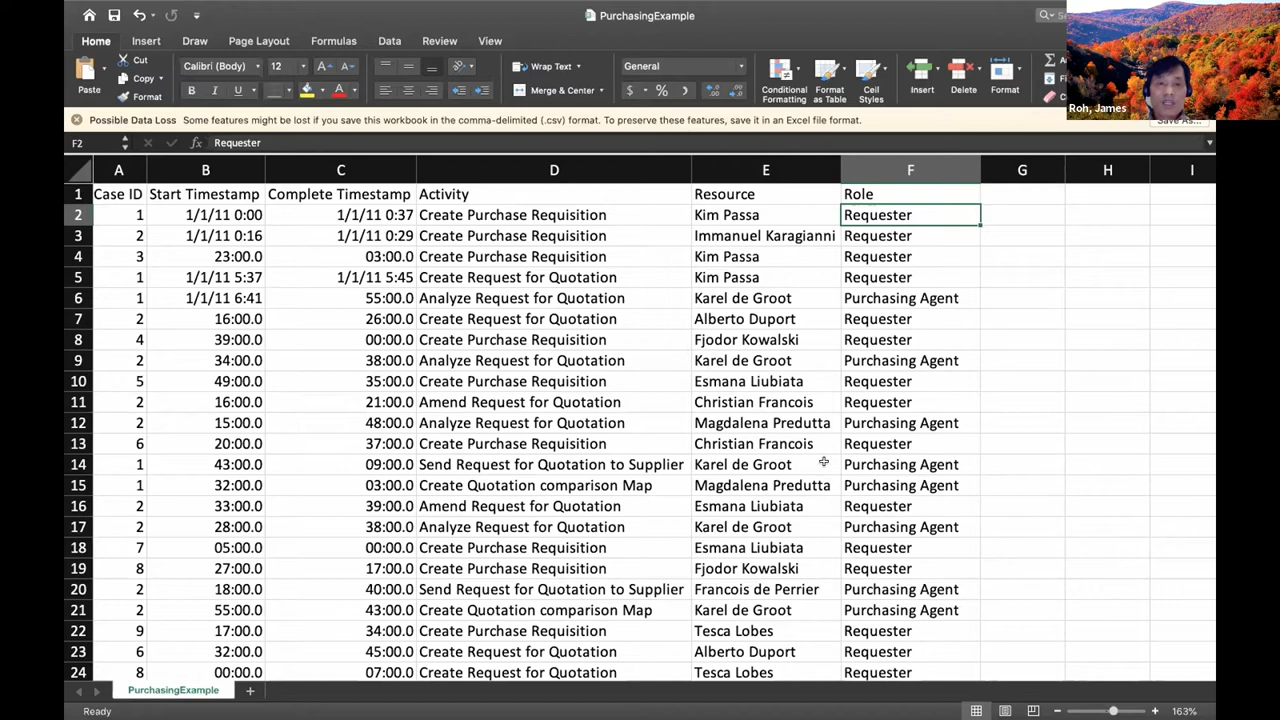 PurchasingExample
Home Insert Draw Page Layout Formulas Data Review View
Paste Cut Copy Format Calibri (Body) 12 A A B I U A Wrap Text Merge & Center General $ % Conditional Formatting Format as Table Cell Styles Insert Delete Format
Roh, James
Possible Data Loss Some features might be lost if you save this workbook in the comma-delimited (.csv) format. To preserve these features, save it in an Excel file format. Save As...
F2 fx Requester
A B C D E F G H I
1 Case ID Start Timestamp Complete Timestamp Activity Resource Role
2 1 1/1/11 0:00 1/1/11 0:37 Create Purchase Requisition Kim Passa Requester
3 2 1/1/11 0:16 1/1/11 0:29 Create Purchase Requisition Immanuel Karagianni Requester
4 3 23:00.0 03:00.0 Create Purchase Requisition Kim Passa Requester
5 1 1/1/11 5:37 1/1/11 5:45 Create Request for Quotation Kim Passa Requester
6 1 1/1/11 6:41 55:00.0 Analyze Request for Quotation Karel de Groot Purchasing Agent
7 2 16:00.0 26:00.0 Create Request for Quotation Alberto Duport Requester
8 4 39:00.0 00:00.0 Create Purchase Requisition Fjodor Kowalski Requester
9 2 34:00.0 38:00.0 Analyze Request for Quotation Karel de Groot Purchasing Agent
10 5 49:00.0 35:00.0 Create Purchase Requisition Esmana Liubiata Requester
11 2 16:00.0 21:00.0 Amend Request for Quotation Christian Francois Requester
12 2 15:00.0 48:00.0 Analyze Request for Quotation Magdalena Predutta Purchasing Agent
13 6 20:00.0 37:00.0 Create Purchase Requisition Christian Francois Requester
14 1 43:00.0 09:00.0 Send Request for Quotation to Supplier Karel de Groot Purchasing Agent
15 1 32:00.0 03:00.0 Create Quotation comparison Map Magdalena Predutta Purchasing Agent
16 2 33:00.0 39:00.0 Amend Request for Quotation Esmana Liubiata Requester
17 2 28:00.0 38:00.0 Analyze Request for Quotation Karel de Groot Purchasing Agent
18 7 05:00.0 00:00.0 Create Purchase Requisition Esmana Liubiata Requester
19 8 27:00.0 17:00.0 Create Purchase Requisition Fjodor Kowalski Requester
20 2 18:00.0 40:00.0 Send Request for Quotation to Supplier Francois de Perrier Purchasing Agent
21 2 55:00.0 43:00.0 Create Quotation comparison Map Karel de Groot Purchasing Agent
22 9 17:00.0 34:00.0 Create Purchase Requisition Tesca Lobes Requester
23 6 32:00.0 45:00.0 Create Request for Quotation Alberto Duport Requester
24 8 00:00.0 07:00.0 Create Request for Quotation Tesca Lobes Requester
PurchasingExample +
Ready 163%